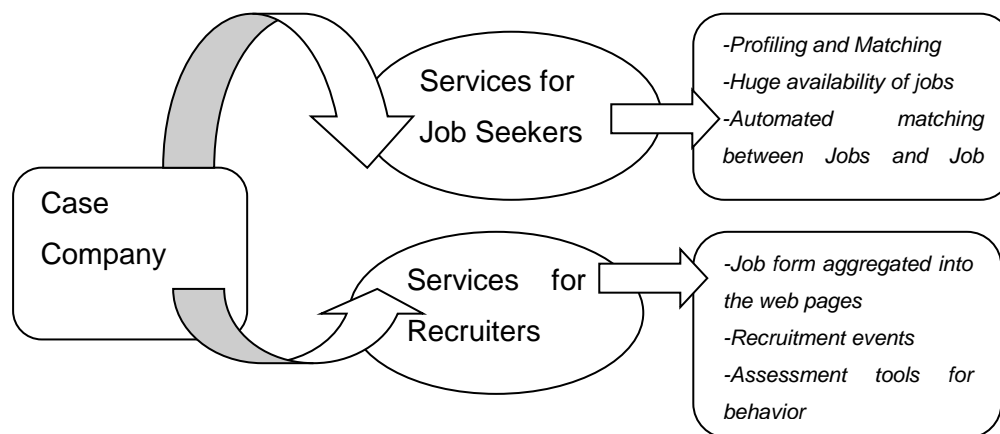 Case
Company
Services for
Job Seekers
-Profiling and Matching
-Huge availability of jobs
-Automated matching
between Jobs and Job
Services for
Recruiters
-Job form aggregated into
the web pages
-Recruitment events
-Assessment tools for
behavior